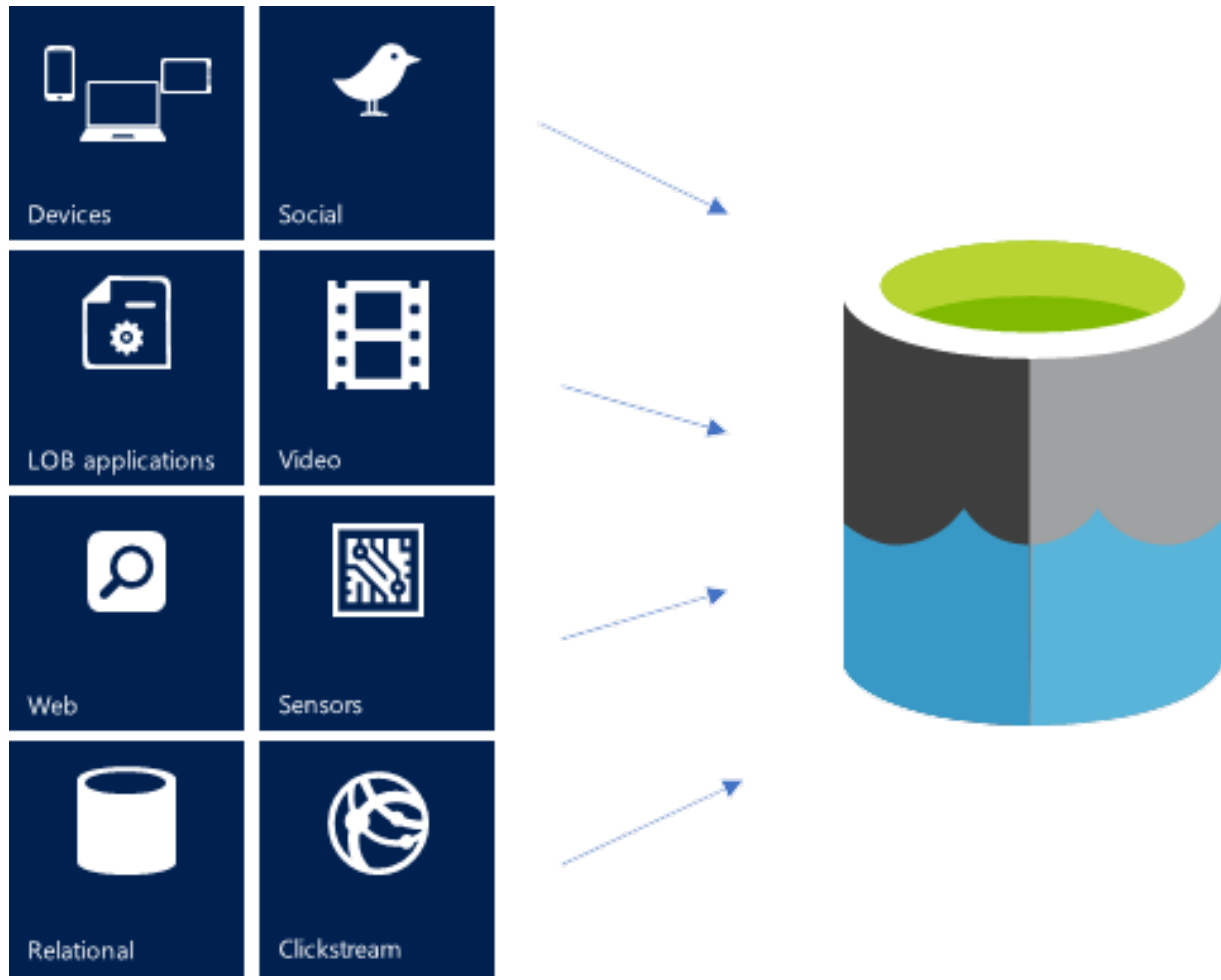 Devices
Social
LOB applications
Video
Web
Sensors
Relational
Clickstream